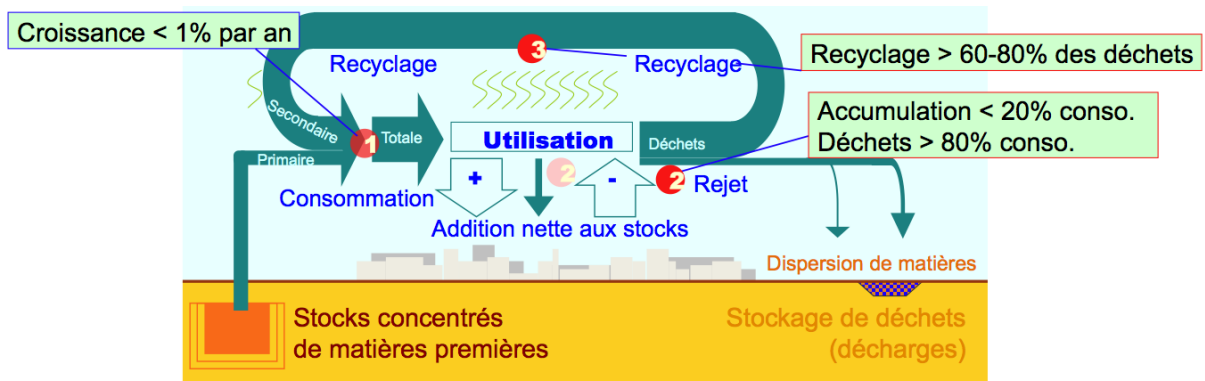 Croissance < 1% par an
3
Recyclage
Recyclage
Recyclage > 60-80% des déchets
Secondaire
Accumulation < 20% conso.
Déchets > 80% conso.
1
Totale
Utilisation
Déchets
Primaire
+
2
-
2
Rejet
Consommation
Addition nette aux stocks
Dispersion de matières
Stocks concentrés
de matières premières
Stockage de déchets
(décharges)